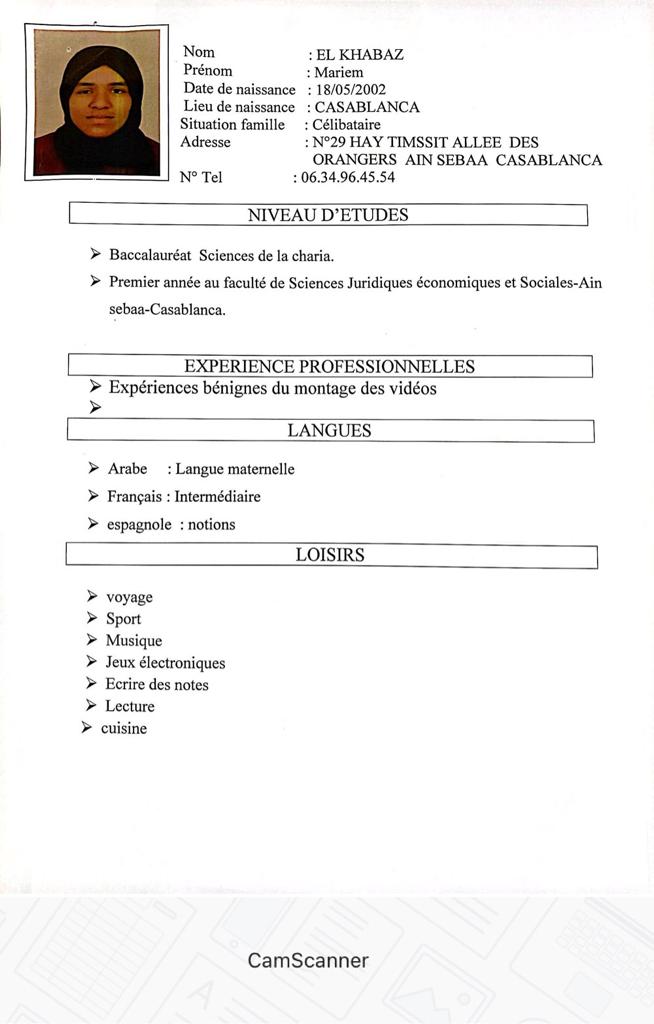 Nom : EL KHABAZ
Prénom : Mariem
Date de naissance : 18/05/2002
Lieu de naissance : CASABLANCA
Situation famille : Célibataire
Adresse : N°29 HAY TIMSSIT ALLEE DES
ORANGERS AIN SEBAA CASABLANCA
N° Tel : 06.34.96.45.54
NIVEAU D'ETUDES
➢ Baccalauréat Sciences de la charia.
➢ Premier année au faculté de Sciences Juridiques économiques et Sociales-Ain
sebaa-Casablanca.
EXPERIENCE PROFESSIONNELLES
➢ Expériences bénignes du montage des vidéos
➢
LANGUES
➢ Arabe : Langue maternelle
➢ Français : Intermédiaire
➢ espagnole : notions
LOISIRS
➢ voyage
➢ Sport
➢ Musique
➢ Jeux électroniques
➢ Ecrire des notes
➢ Lecture
➢ cuisine
CamScanner